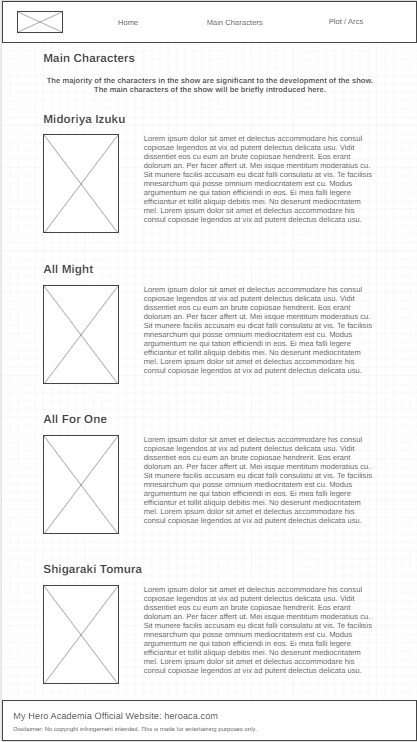 Home
Main Characters
Plot / Arcs
Main Characters
The majority of the characters in the show are significant to the development of the show.
The main characters of the show will be briefly introduced here.
Midoriya Izuku
Lorem ipsum dolor sit amet et delectus accommodare his consul
copiosae legendos at vix ad putent delectus delicata usu. Vidit
dissentiet eos cu eum an brute copiosae hendrerit. Eos erant
dolorum an. Per facer affert ut. Mei iisque mentitum moderatius cu.
Sit munere facilis accusam eu dicat falli consulatu at vis. Te facilisis
mnesarchum qui posse omnium mediocritatem est cu. Modus
argumentum ne qui tation efficiendi in eos. Ei mea falli legere
efficiantur et tollit aliquip debitis mei. No deserunt mediocritatem
mel. Lorem ipsum dolor sit amet et delectus accommodare his
consul copiosae legendos at vix ad putent delectus delicata usu.
All Might
Lorem ipsum dolor sit amet et delectus accommodare his consul
copiosae legendos at vix ad putent delectus delicata usu. Vidit
dissentiet eos cu eum an brute copiosae hendrerit. Eos erant
dolorum an. Per facer affert ut. Mei iisque mentitum moderatius cu.
Sit munere facilis accusam eu dicat falli consulatu at vis. Te facilisis
mnesarchum qui posse omnium mediocritatem est cu. Modus
argumentum ne qui tation efficiendi in eos. Ei mea falli legere
efficiantur et tollit aliquip debitis mei. No deserunt mediocritatem
mel. Lorem ipsum dolor sit amet et delectus accommodare his
consul copiosae legendos at vix ad putent delectus delicata usu.
All For One
Lorem ipsum dolor sit amet et delectus accommodare his consul
copiosae legendos at vix ad putent delectus delicata usu. Vidit
dissentiet eos cu eum an brute copiosae hendrerit. Eos erant
dolorum an. Per facer affert ut. Mei iisque mentitum moderatius cu.
Sit munere facilis accusam eu dicat falli consulatu at vis. Te facilisis
mnesarchum qui posse omnium mediocritatem est cu. Modus
argumentum ne qui tation efficiendi in eos. Ei mea falli legere
efficiantur et tollit aliquip debitis mei. No deserunt mediocritatem
mel. Lorem ipsum dolor sit amet et delectus accommodare his
consul copiosae legendos at vix ad putent delectus delicata usu.
Shigaraki Tomura
Lorem ipsum dolor sit amet et delectus accommodare his consul
copiosae legendos at vix ad putent delectus delicata usu. Vidit
dissentiet eos cu eum an brute copiosae hendrerit. Eos erant
dolorum an. Per facer affert ut. Mei iisque mentitum moderatius cu.
Sit munere facilis accusam eu dicat falli consulatu at vis. Te facilisis
mnesarchum qui posse omnium mediocritatem est cu. Modus
argumentum ne qui tation efficiendi in eos. Ei mea falli legere
efficiantur et tollit aliquip debitis mei. No deserunt mediocritatem
mel. Lorem ipsum dolor sit amet et delectus accommodare his
consul copiosae legendos at vix ad putent delectus delicata usu.
My Hero Academia Official Website: heroaca.com
Disclaimer: No copyright infringement intended. This is made for entertaining purposes only.